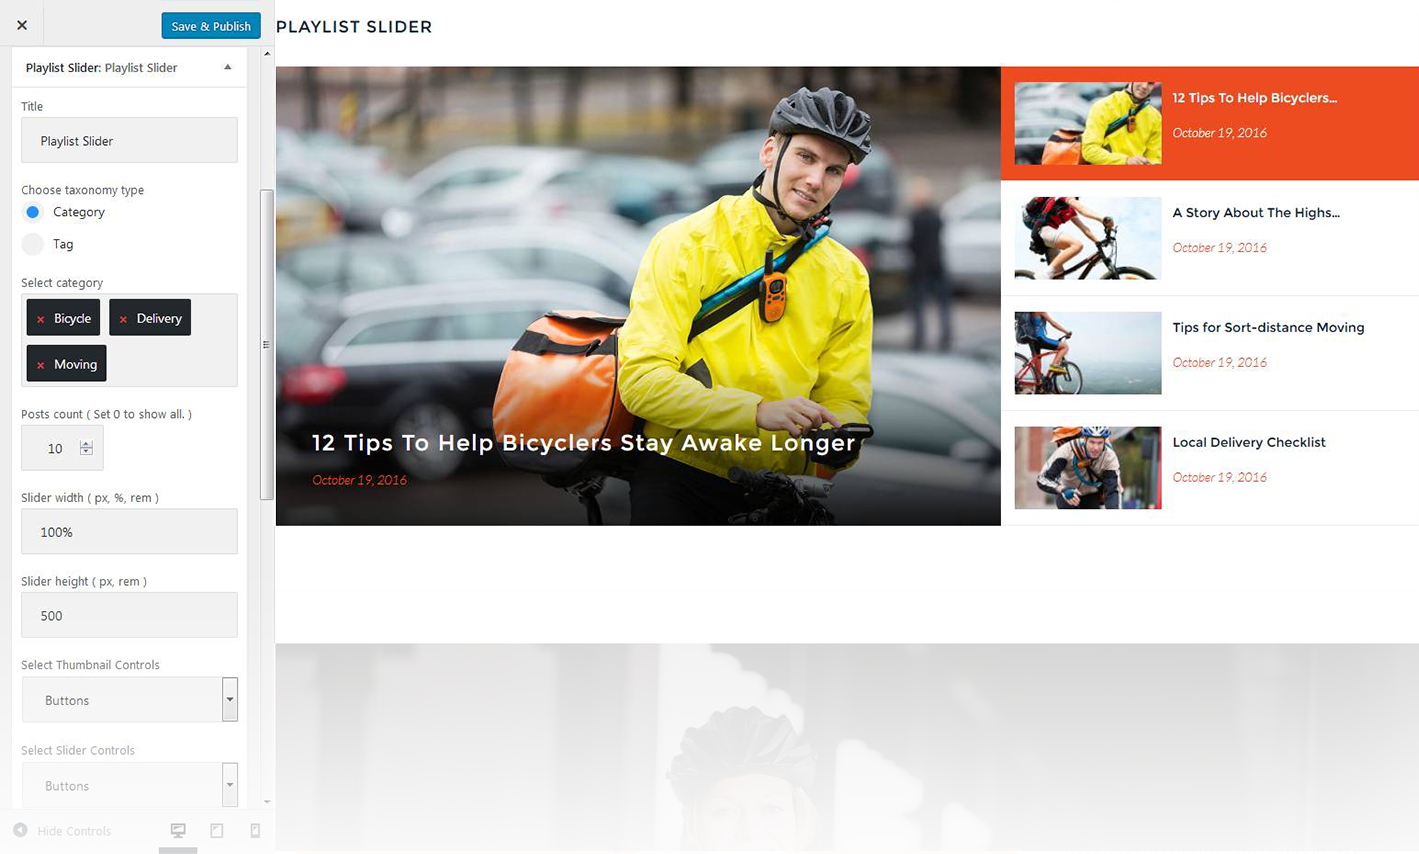 Save & Publish
Playlist Slider: Playlist Slider
Title
Playlist Slider
Choose taxonomy type
Category
Tag
Select category
× Bicycle
× Delivery
× Moving
Posts count ( Set 0 to show all. )
10
Slider width ( px, %, rem )
100%
Slider height ( px, rem )
500
Select Thumbnail Controls
Buttons
Select Slider Controls
Buttons
Hide Controls
PLAYLIST SLIDER
12 Tips To Help Bicyclers Stay Awake Longer
October 19, 2016
12 Tips To Help Bicyclers...
October 19, 2016
A Story About The Highs...
October 19, 2016
Tips for Sort-distance Moving
October 19, 2016
Local Delivery Checklist
October 19, 2016